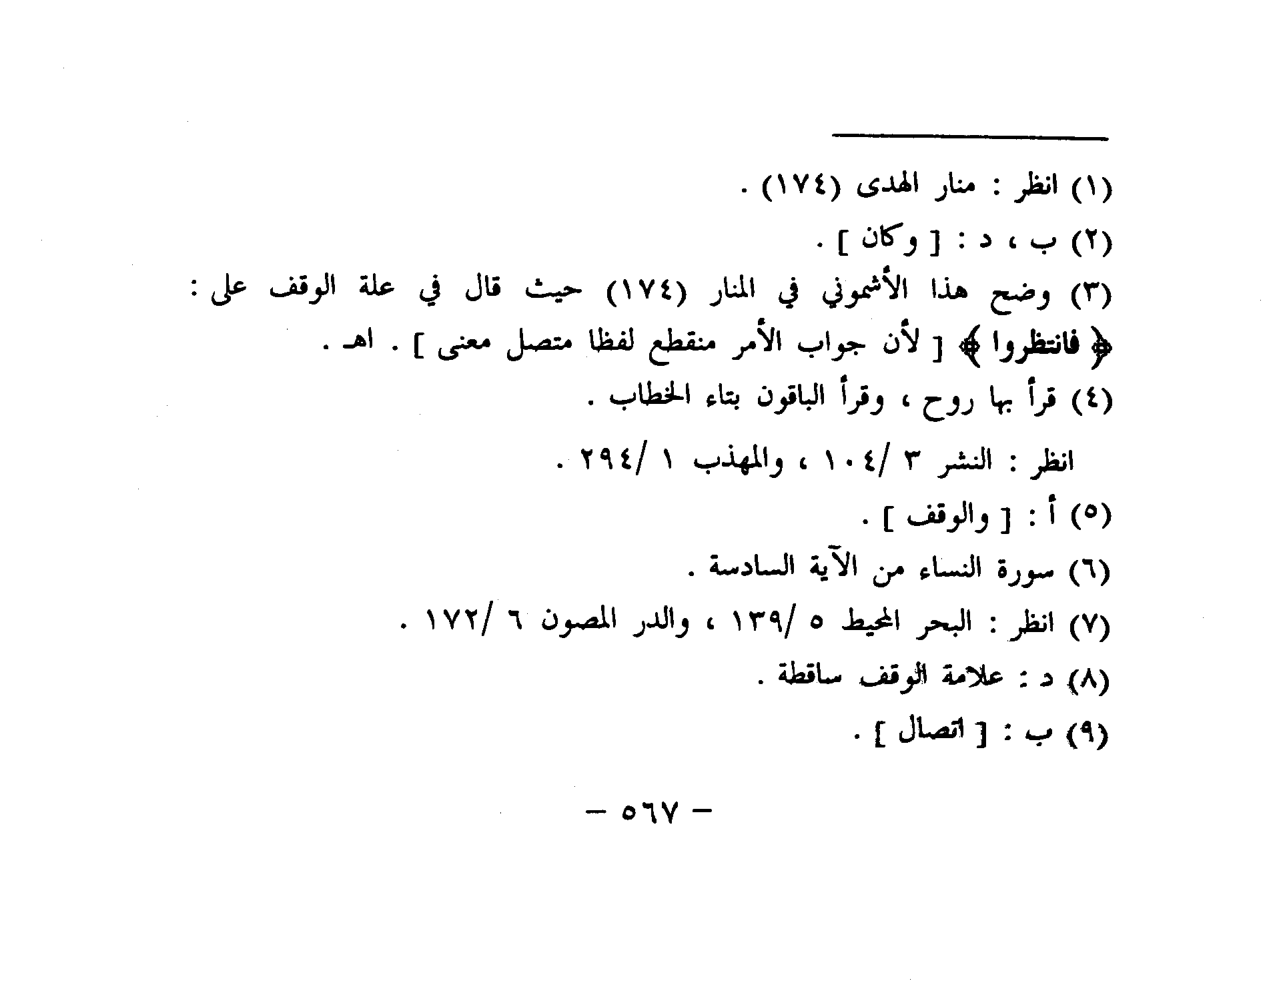 (١) انظر : منار الهدى (١٧٤) .
(٢) ب ، د : [ وكان ] .
(٣) وضح هذا الأشموني في المنار (١٧٤) حيث قال في علة الوقف على :
﴿ فانتظروا ﴾ [ لأن جواب الأمر منقطع لفظا متصل معنى ] . اهـ .
(٤) قرأ بها روح ، وقرأ الباقون بتاء الخطاب .
انظر : النشر ٣ /١٠٤ ، والمهذب ١ /٢٩٤ .
(٥) أ : [ والوقف ] .
(٦) سورة النساء من الآية السادسة .
(٧) انظر : البحر المحيط ٥ /١٣٩ ، والدر المصون ٦ /١٧٢ .
(٨) د : علامة الوقف ساقطة .
(٩) ب : [ اتصال ] .
– ٥٦٧ –